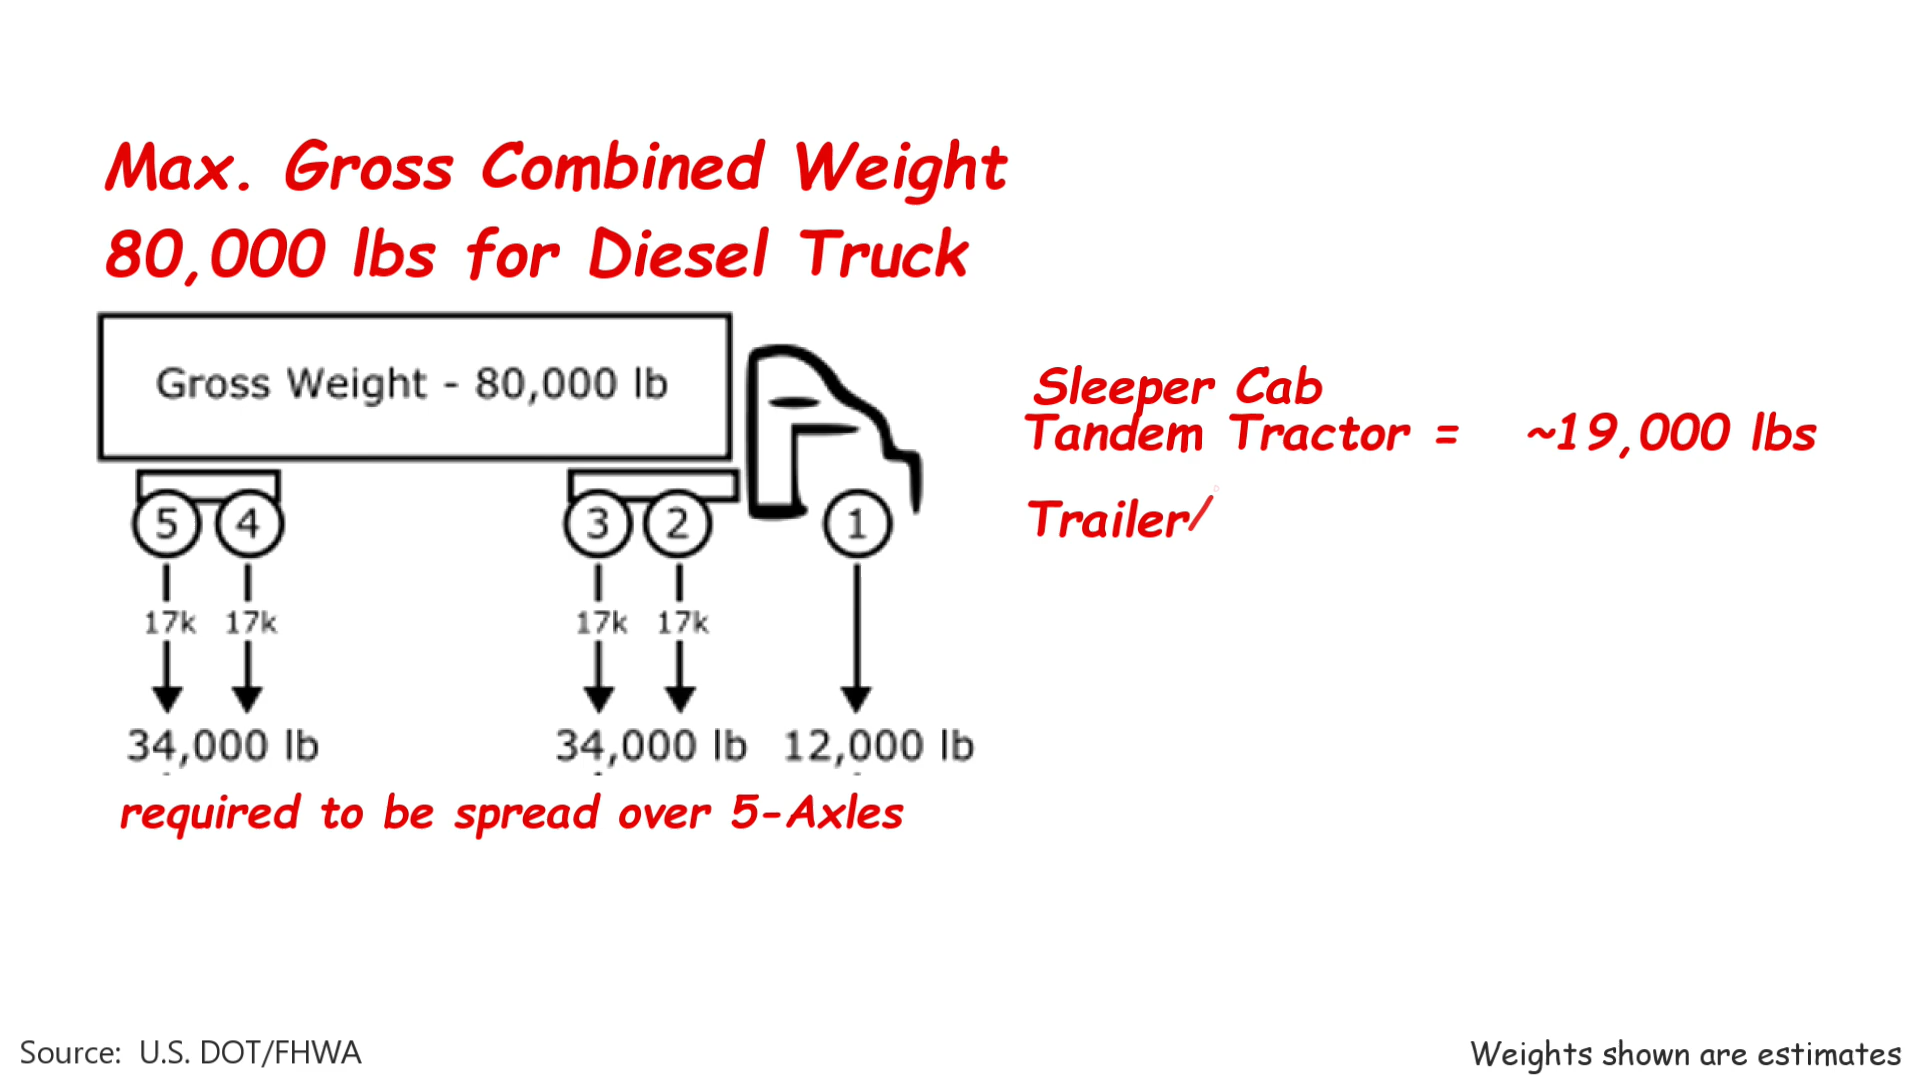 Max. Gross Combined Weight
80,000 lbs for Diesel Truck
Gross Weight - 80,000 lb
5 4 3 2 1
17k 17k 17k 17k
34,000 lb 34,000 lb 12,000 lb
required to be spread over 5-Axles
Sleeper Cab
Tandem Tractor = ~19,000 lbs
Trailer/
Source: U.S. DOT/FHWA
Weights shown are estimates